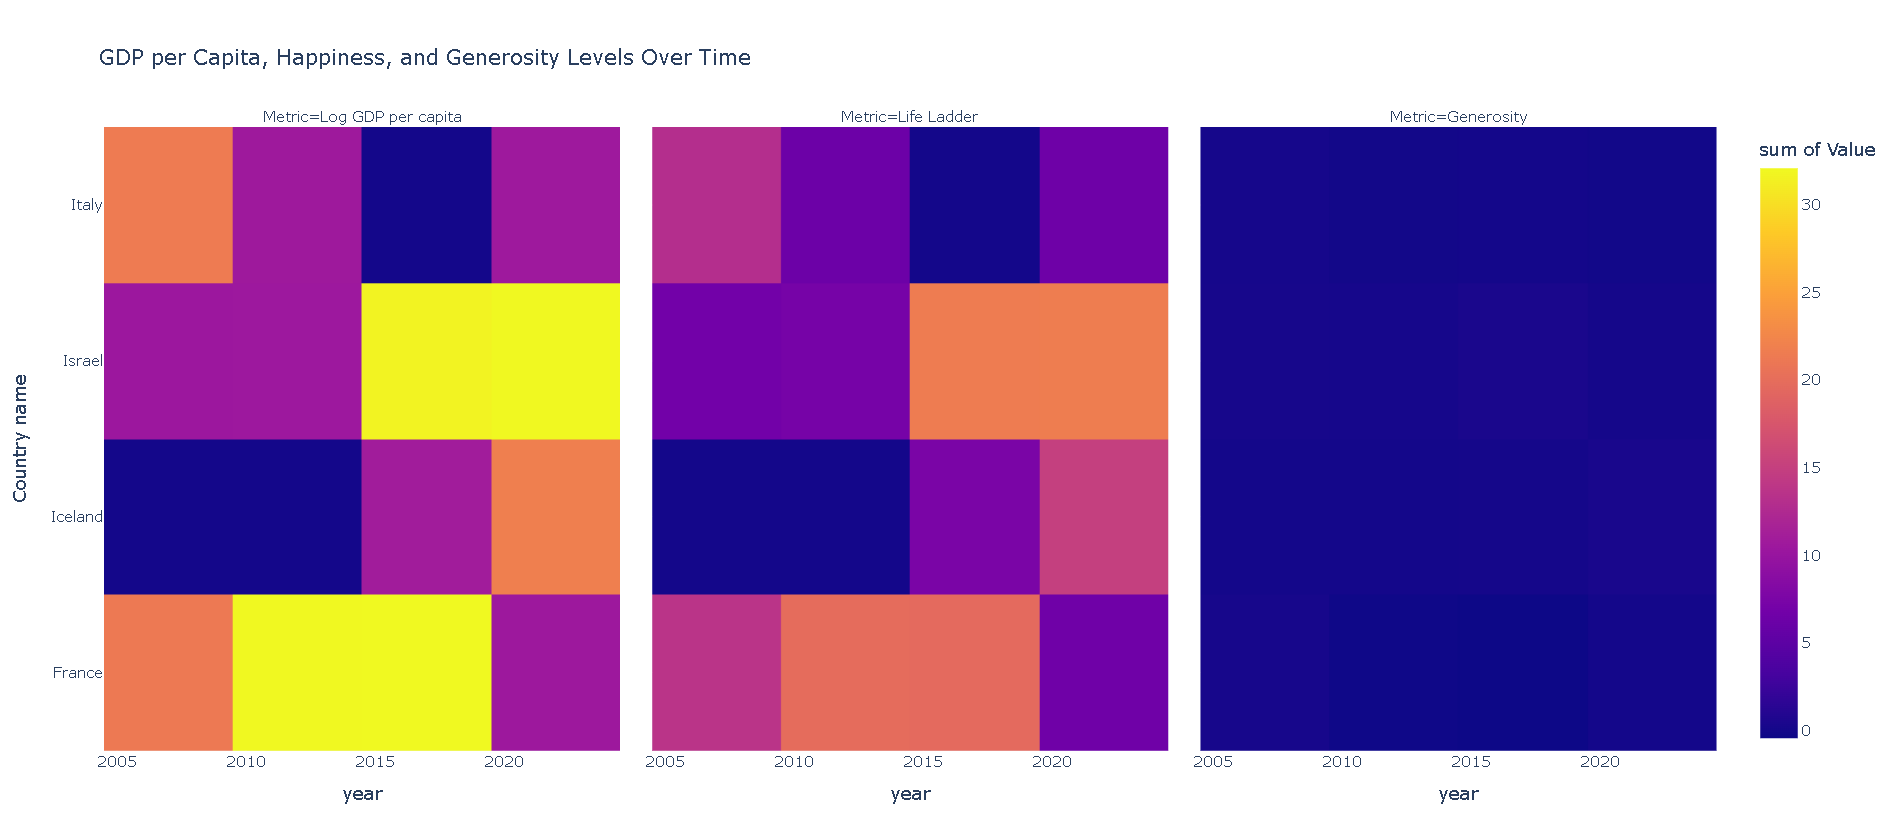 GDP per Capita, Happiness, and Generosity Levels Over Time
Metric=Log GDP per capita
Metric=Life Ladder
Metric=Generosity
sum of Value
30
25
20
15
10
5
0
Country name
Italy
Israel
Iceland
France
2005 2010 2015 2020
2005 2010 2015 2020
2005 2010 2015 2020
year
year
year